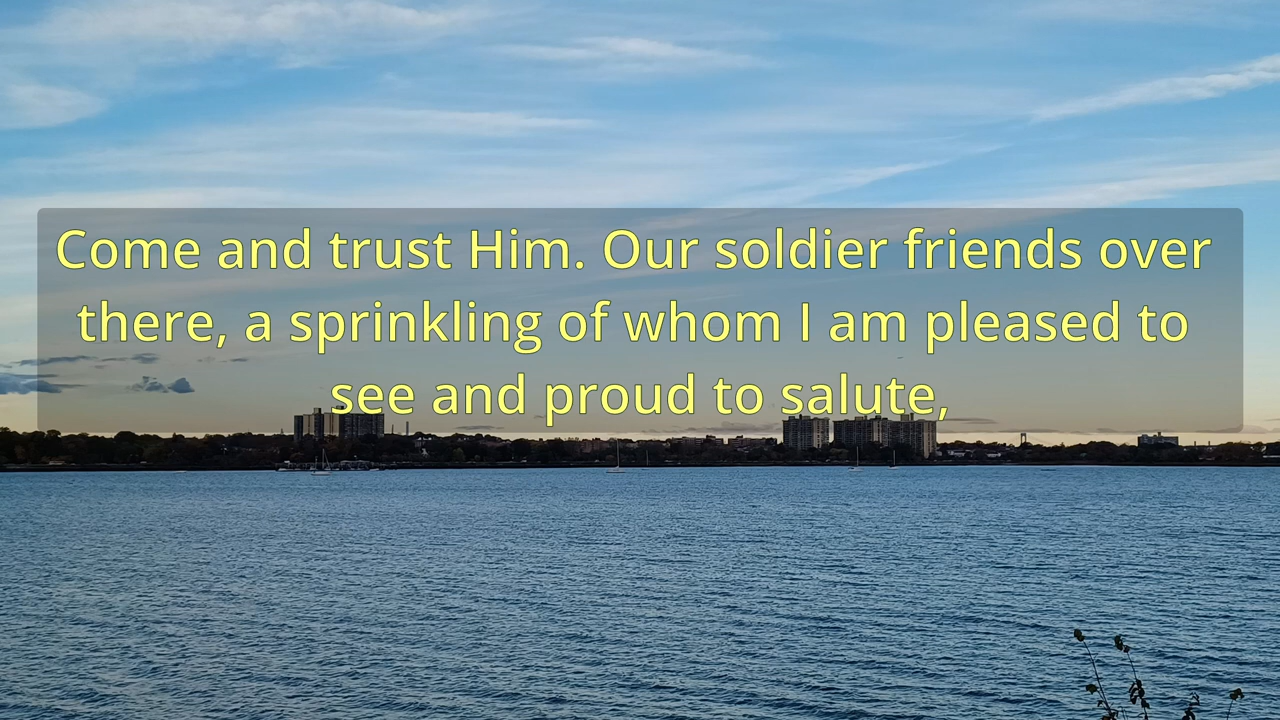 Come and trust Him. Our soldier friends over
there, a sprinkling of whom I am pleased to
see and proud to salute,